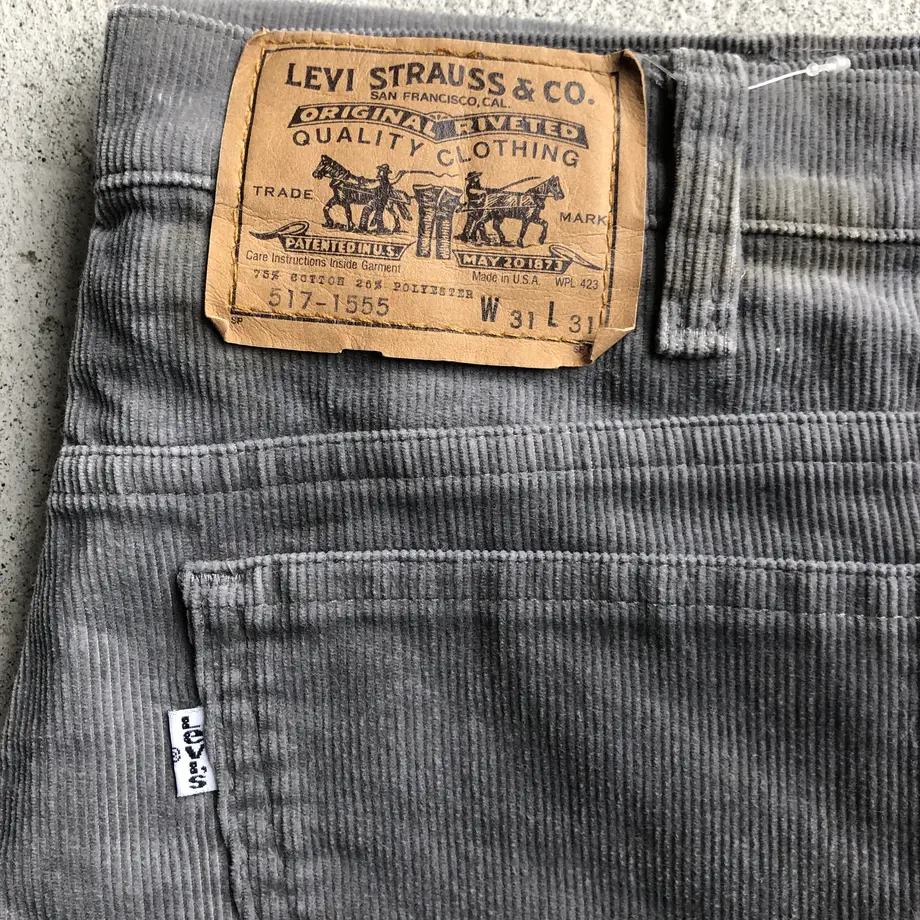 LEVI STRAUSS & CO.
SAN FRANCISCO, CAL.
ORIGINAL RIVETED
QUALITY CLOTHING
TRADE MARK
PATENTED IN U.S. MAY 20 1873
Care Instructions Inside Garment Made in U.S.A. WPL 423
75% COTTON 25% POLYESTER
517-1555 W 31 L 31
SP
LEVI'S
®